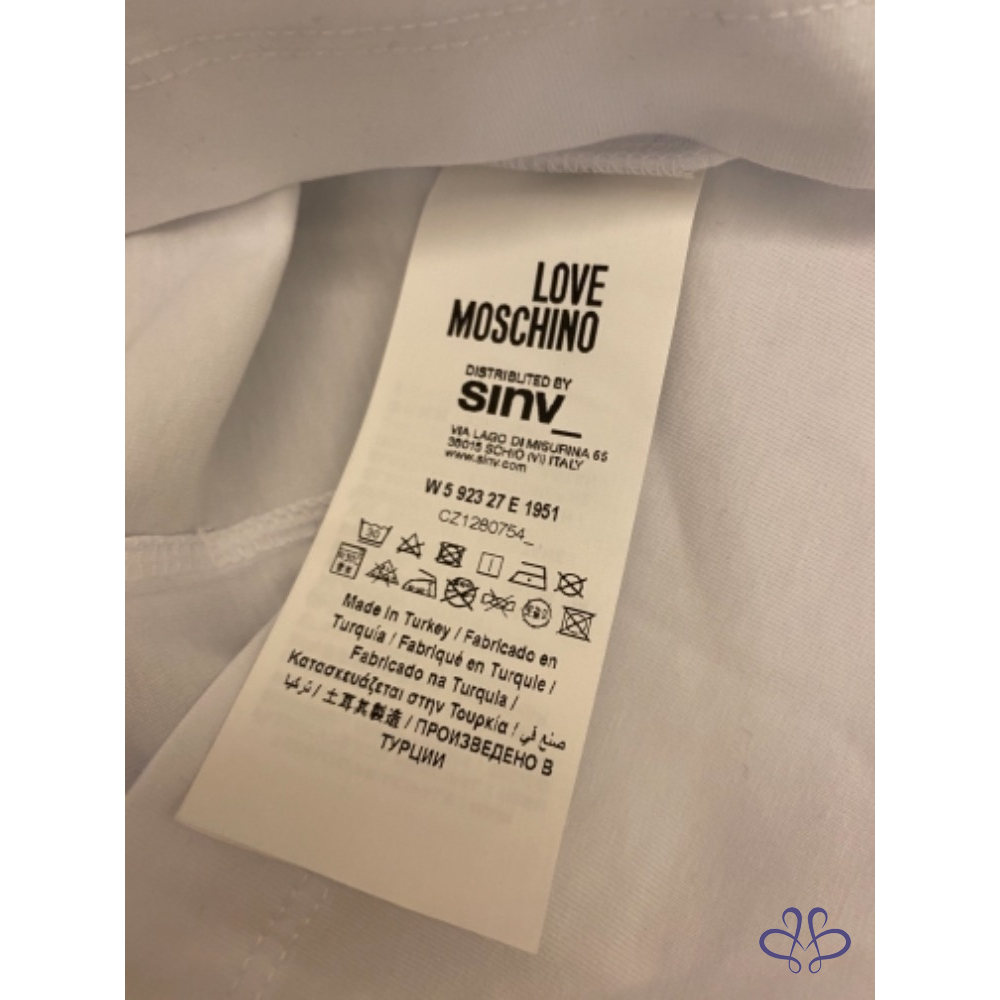 LOVE
MOSCHINO
DISTRIBUTED BY
sinv_
VIA LAGO DI MISURINA 65
36015 SCHIO (VI) ITALY
www.sinv.com
W 5 923 27 E 1951
CZ1280754_
30
Made in Turkey / Fabricado en
Turquía / Fabriqué en Turquie /
Fabricado na Turquia /
Κατασκευάζεται στην Τουρκία / صنع في
تركيا / 土耳其製造 / ПРОИЗВЕДЕНО В
ТУРЦИИ